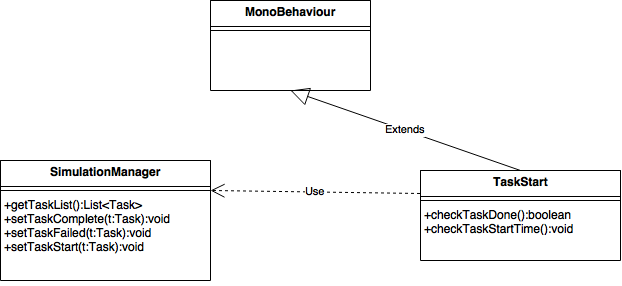 MonoBehaviour
Extends
SimulationManager
+getTaskList():List<Task>
+setTaskComplete(t:Task):void
+setTaskFailed(t:Task):void
+setTaskStart(t:Task):void
Use
TaskStart
+checkTaskDone():boolean
+checkTaskStartTime():void